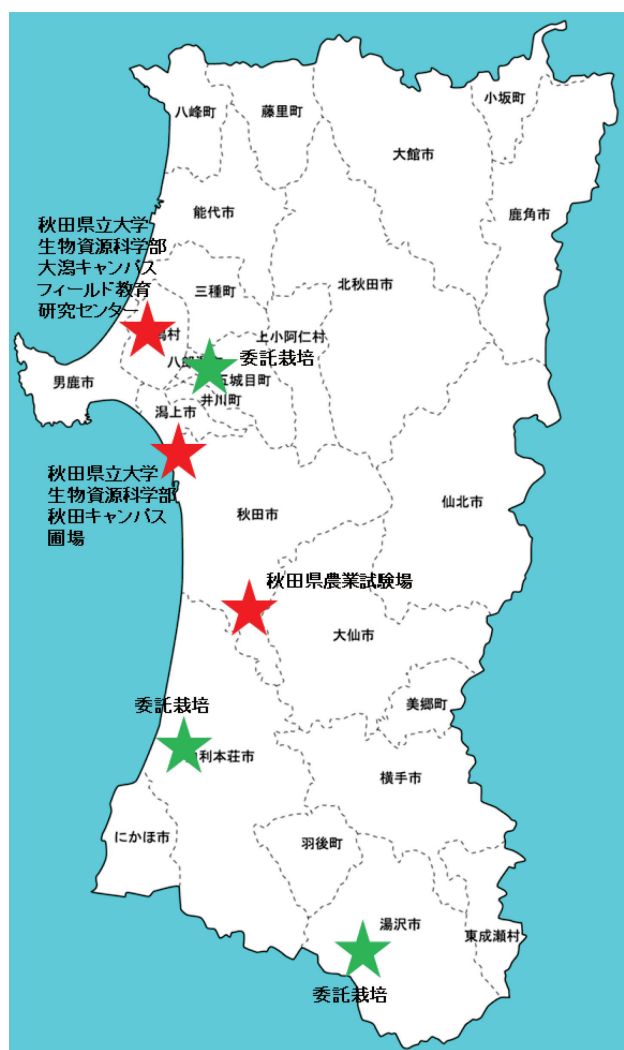 八峰町
藤里町
小坂町
大館市
鹿角市
能代市
秋田県立大学
生物資源科学部
大潟キャンパス
フィールド教育
研究センター
三種町
北秋田市
上小阿仁村
委託栽培
五城目町
井川町
男鹿市
潟上市
秋田県立大学
生物資源科学部
秋田キャンパス
圃場
秋田市
仙北市
秋田県農業試験場
大仙市
美郷町
委託栽培
利本荘市
横手市
にかほ市
羽後町
湯沢市
東成瀬村
委託栽培